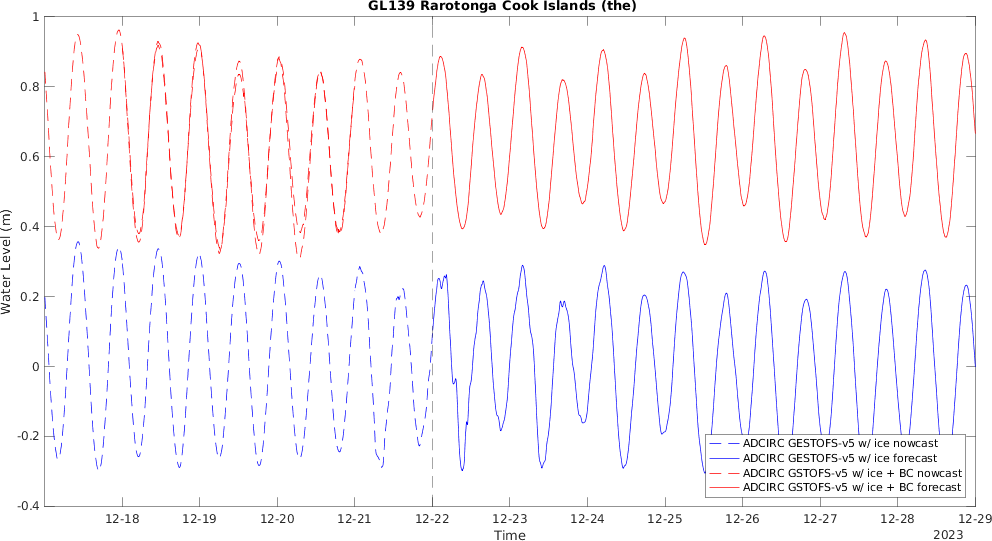 GL139 Rarotonga Cook Islands (the)
1
0.8
0.6
0.4
0.2
0
-0.2
-0.4
Water Level (m)
ADCIRC GESTOFS-v5 w/ ice nowcast
ADCIRC GESTOFS-v5 w/ ice forecast
ADCIRC GSTOFS-v5 w/ ice + BC nowcast
ADCIRC GSTOFS-v5 w/ ice + BC forecast
12-18 12-19 12-20 12-21 12-22 12-23 12-24 12-25 12-26 12-27 12-28 12-29
Time 2023